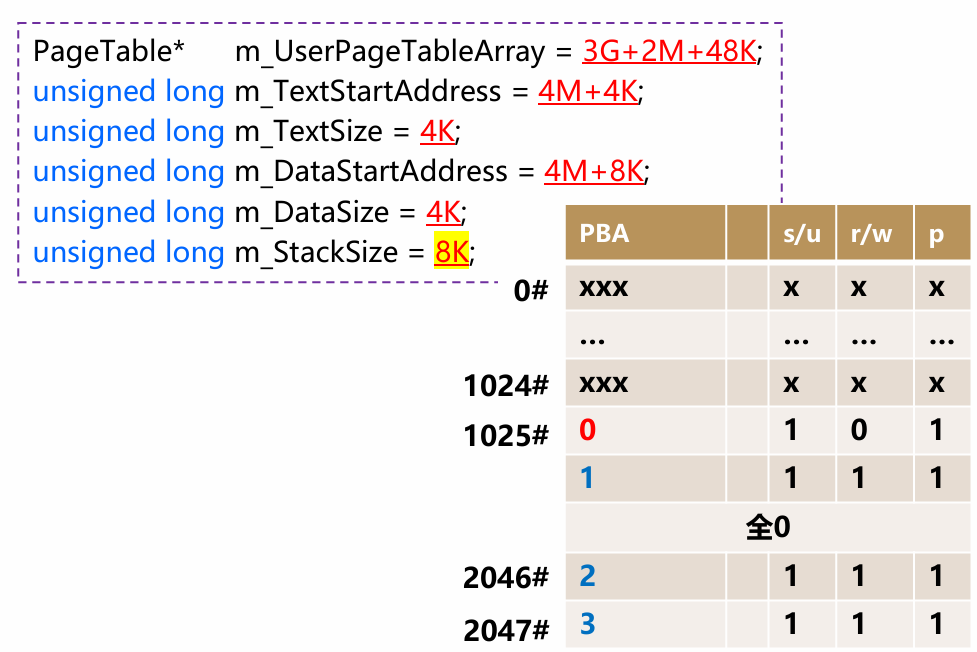 PageTable* m_UserPageTableArray = 3G+2M+48K;
unsigned long m_TextStartAddress = 4M+4K;
unsigned long m_TextSize = 4K;
unsigned long m_DataStartAddress = 4M+8K;
unsigned long m_DataSize = 4K;
unsigned long m_StackSize = 8K;
PBA s/u r/w p
0# xxx x x x
... ... ... ...
1024# xxx x x x
1025# 0 1 0 1
1 1 1 1
全0
2046# 2 1 1 1
2047# 3 1 1 1